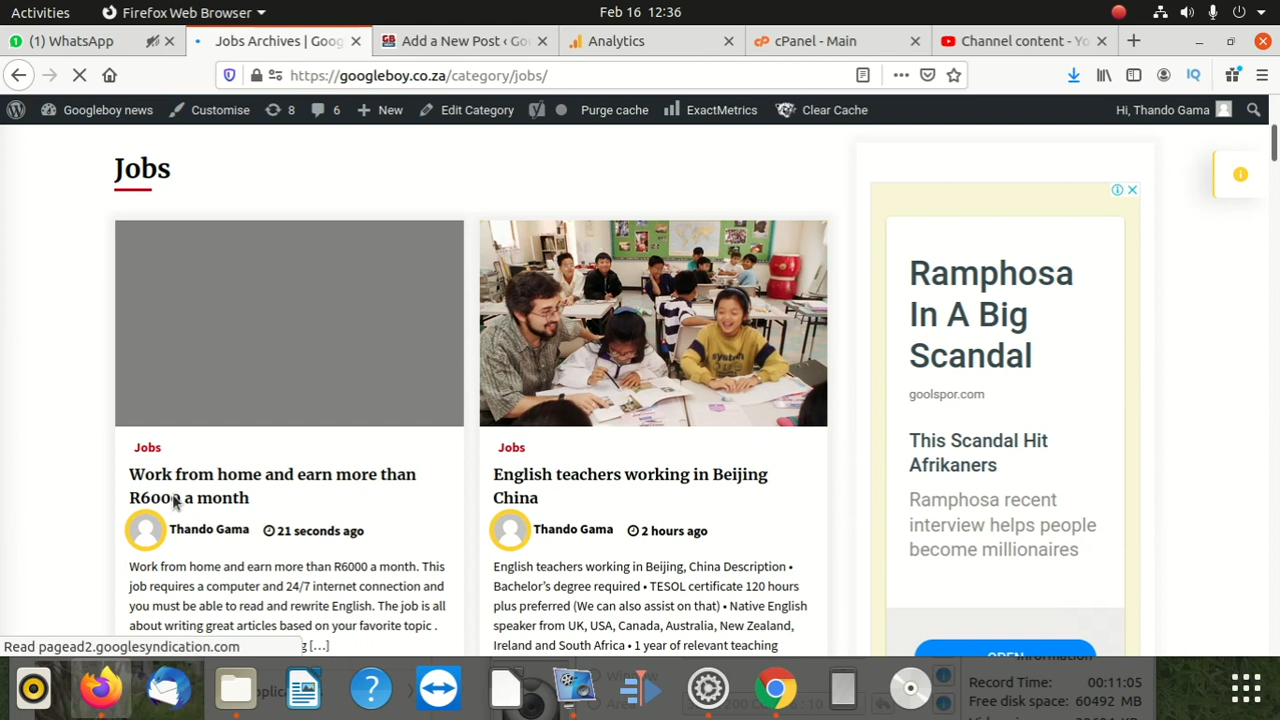 Activities
Firefox Web Browser
Feb 16 12:36
(1) WhatsApp
Jobs Archives | Goog
Add a New Post ‹ Go
Analytics
cPanel - Main
Channel content - Yo
https://googleboy.co.za/category/jobs/
Googleboy news
Customise
8
6
New
Edit Category
Purge cache
ExactMetrics
Clear Cache
Hi, Thando Gama
Jobs
Jobs
Work from home and earn more than
R6000 a month
Thando Gama
21 seconds ago
Work from home and earn more than R6000 a month. This
job requires a computer and 24/7 internet connection and
you must be able to read and rewrite English. The job is all
about writing great articles based on your favorite topic .
[…]
Jobs
English teachers working in Beijing
China
Thando Gama
2 hours ago
English teachers working in Beijing, China Description •
Bachelor’s degree required • TESOL certificate 120 hours
plus preferred (We can also assist on that) • Native English
speaker from UK, USA, Canada, Australia, New Zealand,
Ireland and South Africa • 1 year of relevant teaching
Ramphosa
In A Big
Scandal
goolspor.com
This Scandal Hit
Afrikaners
Ramphosa recent
interview helps people
become millionaires
OPEN
Read pagead2.googlesyndication.com
Information
Record Time: 00:11:05
Free disk space: 60492 MB